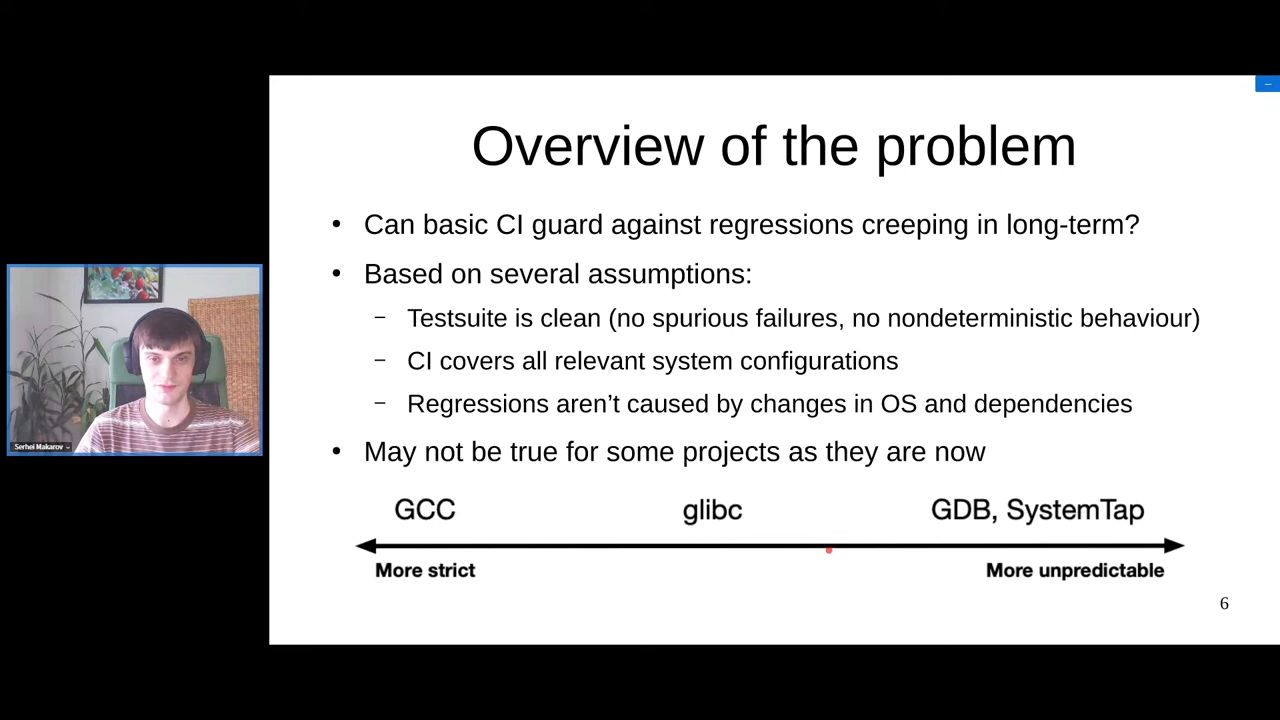 Overview of the problem
• Can basic CI guard against regressions creeping in long-term?
• Based on several assumptions:
– Testsuite is clean (no spurious failures, no nondeterministic behaviour)
– CI covers all relevant system configurations
– Regressions aren’t caused by changes in OS and dependencies
• May not be true for some projects as they are now
GCC glibc GDB, SystemTap
More strict More unpredictable
6
Serhei Makarov